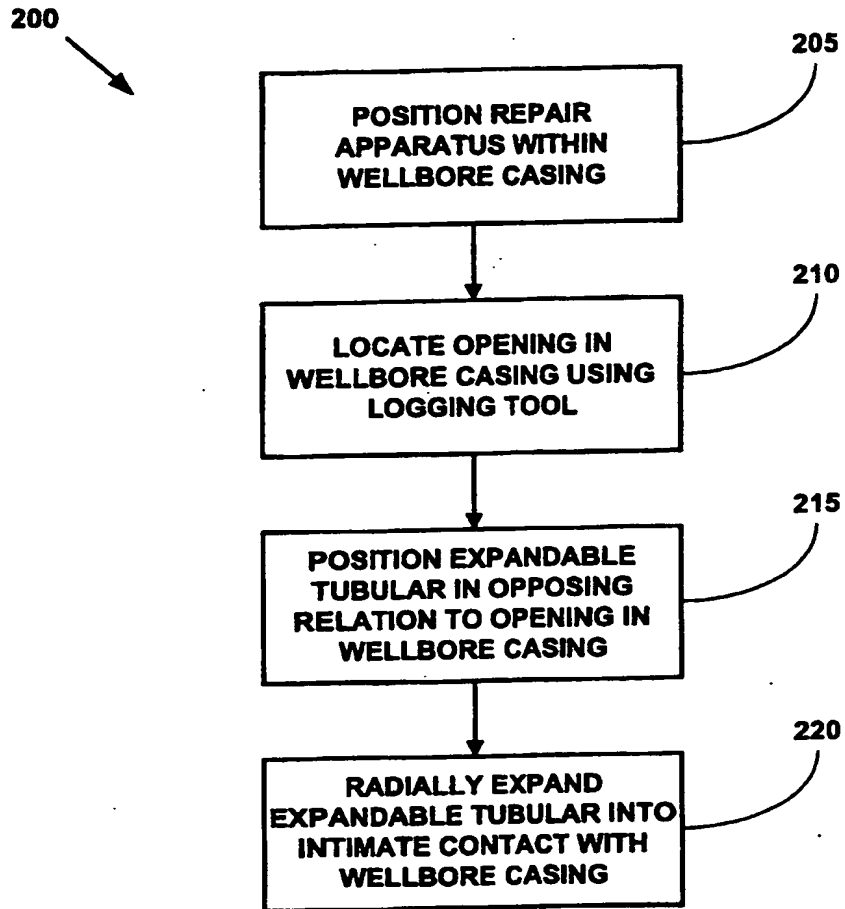 200
205
POSITION REPAIR
APPARATUS WITHIN
WELLBORE CASING
210
LOCATE OPENING IN
WELLBORE CASING USING
LOGGING TOOL
215
POSITION EXPANDABLE
TUBULAR IN OPPOSING
RELATION TO OPENING IN
WELLBORE CASING
220
RADIALLY EXPAND
EXPANDABLE TUBULAR INTO
INTIMATE CONTACT WITH
WELLBORE CASING